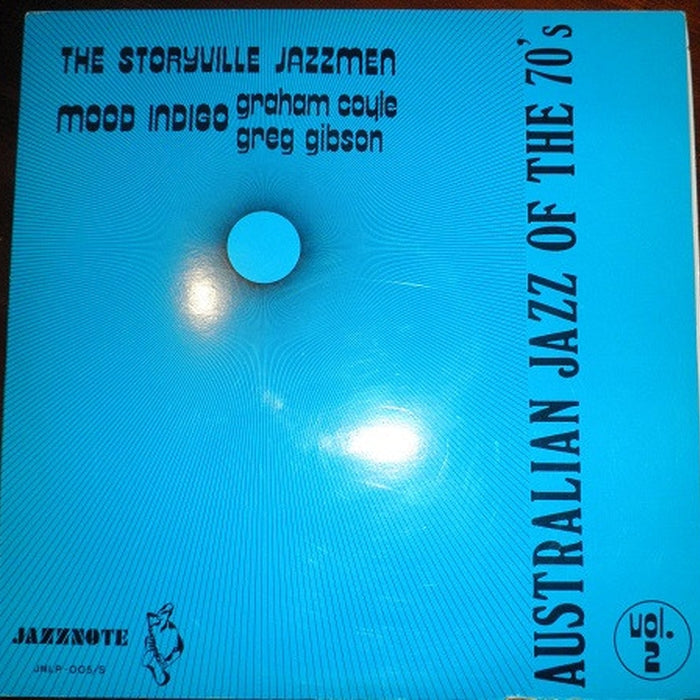 THE STORYVILLE JAZZMEN
MOOD INDIGO
graham coyle
greg gibson
AUSTRALIAN JAZZ OF THE 70's
JAZZNOTE
JNLP-005/S
vol. 2